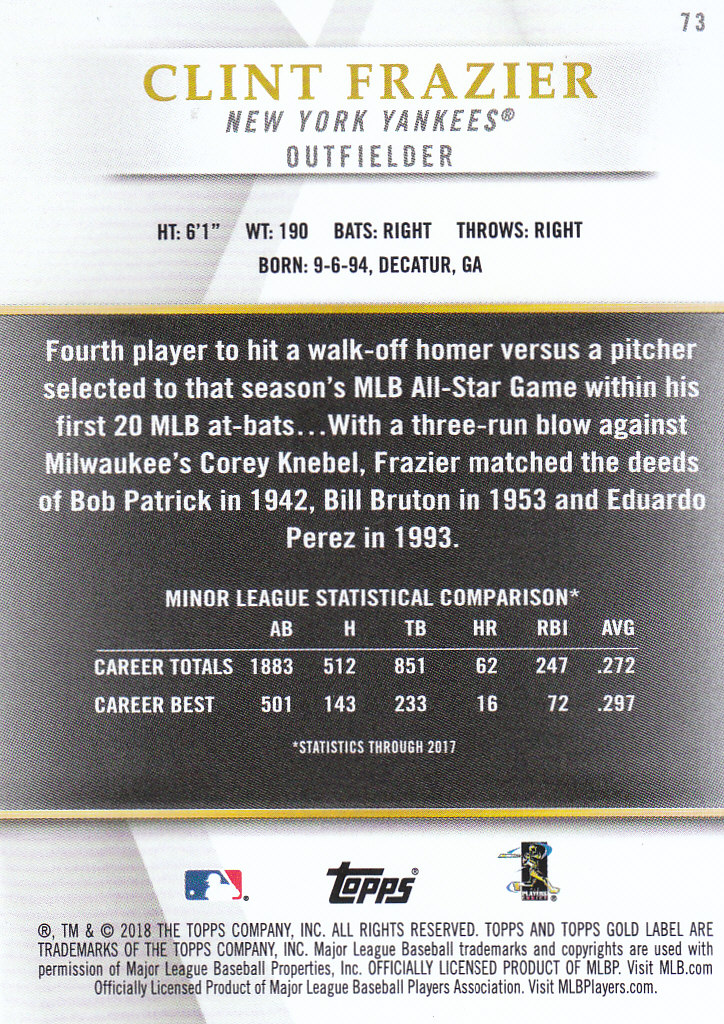 73
CLINT FRAZIER
NEW YORK YANKEES®
OUTFIELDER
HT: 6'1" WT: 190 BATS: RIGHT THROWS: RIGHT
BORN: 9-6-94, DECATUR, GA
Fourth player to hit a walk-off homer versus a pitcher
selected to that season's MLB All-Star Game within his
first 20 MLB at-bats...With a three-run blow against
Milwaukee's Corey Knebel, Frazier matched the deeds
of Bob Patrick in 1942, Bill Bruton in 1953 and Eduardo
Perez in 1993.
MINOR LEAGUE STATISTICAL COMPARISON*
AB H TB HR RBI AVG
CAREER TOTALS 1883 512 851 62 247 .272
CAREER BEST 501 143 233 16 72 .297
*STATISTICS THROUGH 2017
Topps®
PLAYERS CHOICE ®
®, TM & © 2018 THE TOPPS COMPANY, INC. ALL RIGHTS RESERVED. TOPPS AND TOPPS GOLD LABEL ARE
TRADEMARKS OF THE TOPPS COMPANY, INC. Major League Baseball trademarks and copyrights are used with
permission of Major League Baseball Properties, Inc. OFFICIALLY LICENSED PRODUCT OF MLBP. Visit MLB.com
Officially Licensed Product of Major League Baseball Players Association. Visit MLBPlayers.com.